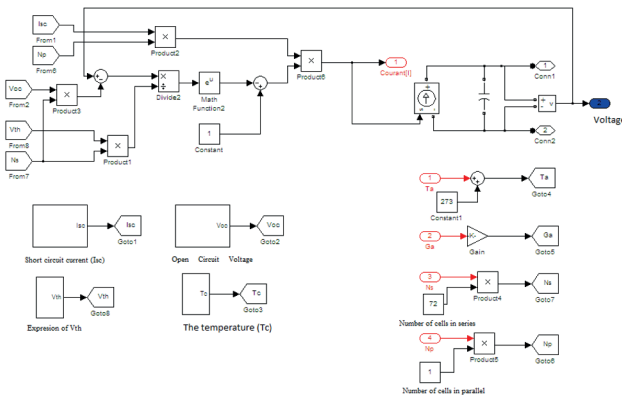 Isc
From1
Np
From6
Product2
Voc
From2
Product3
Divide2
e^u
Math
Function2
Product6
1
Courant[I]
1
Conn1
+
-
v
2
Conn2
2
Voltage
Vth
From8
Ns
From7
Product1
1
Constant
1
Ta
273
Constant1
Ta
Goto4
2
Ga
K-
Gain
Ga
Goto5
3
Ns
72
Product4
Ns
Goto7
Number of cells in series
4
Np
1
Product5
Np
Goto6
Number of cells in parallel
Isc
Isc
Goto1
Short circuit current (Isc)
Voc
Voc
Goto2
Open Circuit Voltage
Vth
Vth
Goto8
Expresion of Vth
Tc
Tc
Goto3
The temperature (Tc)